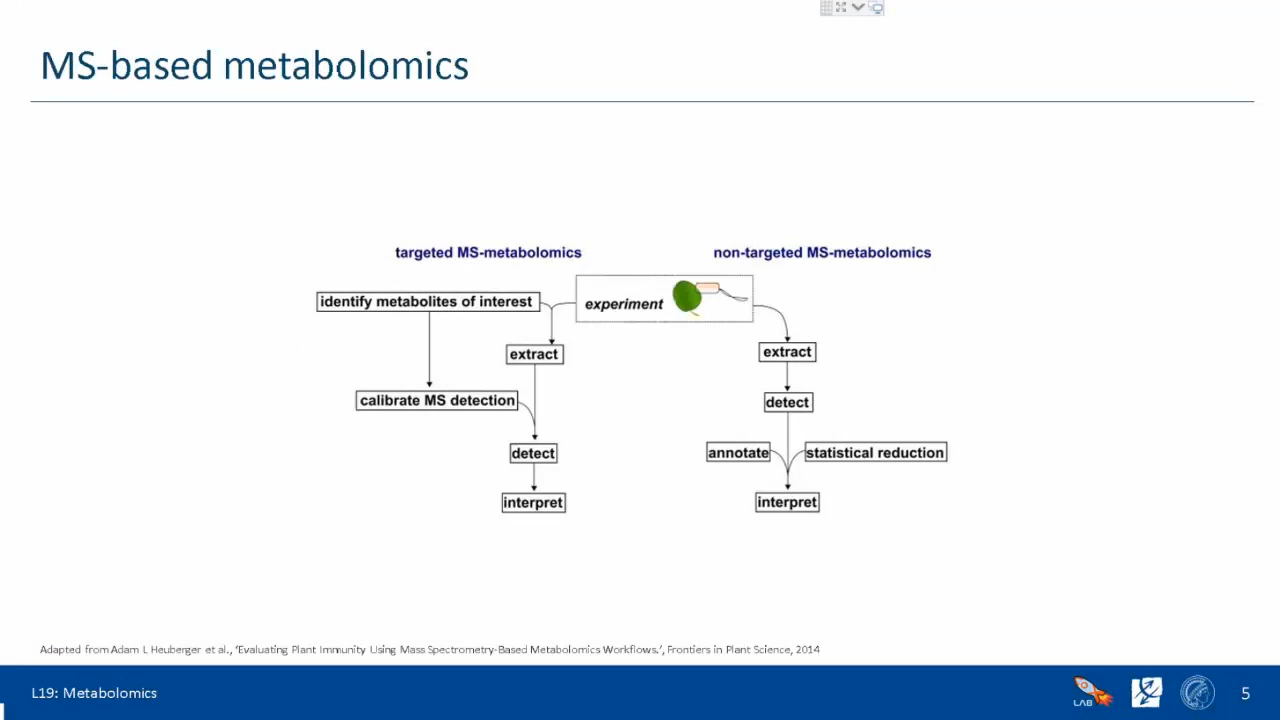 MS-based metabolomics
targeted MS-metabolomics
non-targeted MS-metabolomics
identify metabolites of interest
experiment
extract
extract
calibrate MS detection
detect
detect
annotate
statistical reduction
interpret
interpret
Adapted from Adam L Heuberger et al., ‘Evaluating Plant Immunity Using Mass Spectrometry-Based Metabolomics Workflows.’, Frontiers in Plant Science, 2014
L19: Metabolomics
LAB
5